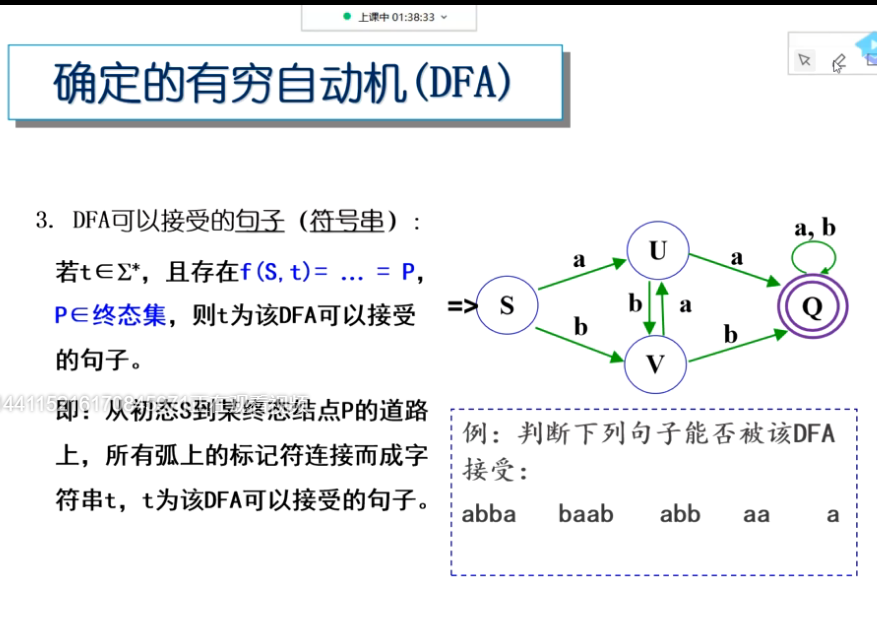 上课中 01:38:33
确定的有穷自动机(DFA)
3. DFA可以接受的句子（符号串）:
若t∈Σ*，且存在f(S,t)= … = P，
P∈终态集，则t为该DFA可以接受
的句子。
即：从初态S到某终态结点P的道路
上，所有弧上的标记符连接而成字
符串t，t为该DFA可以接受的句子。
=> S
a
b
U
b
a
V
a
b
a, b
Q
例：判断下列句子能否被该DFA
接受：
abba baab abb aa a